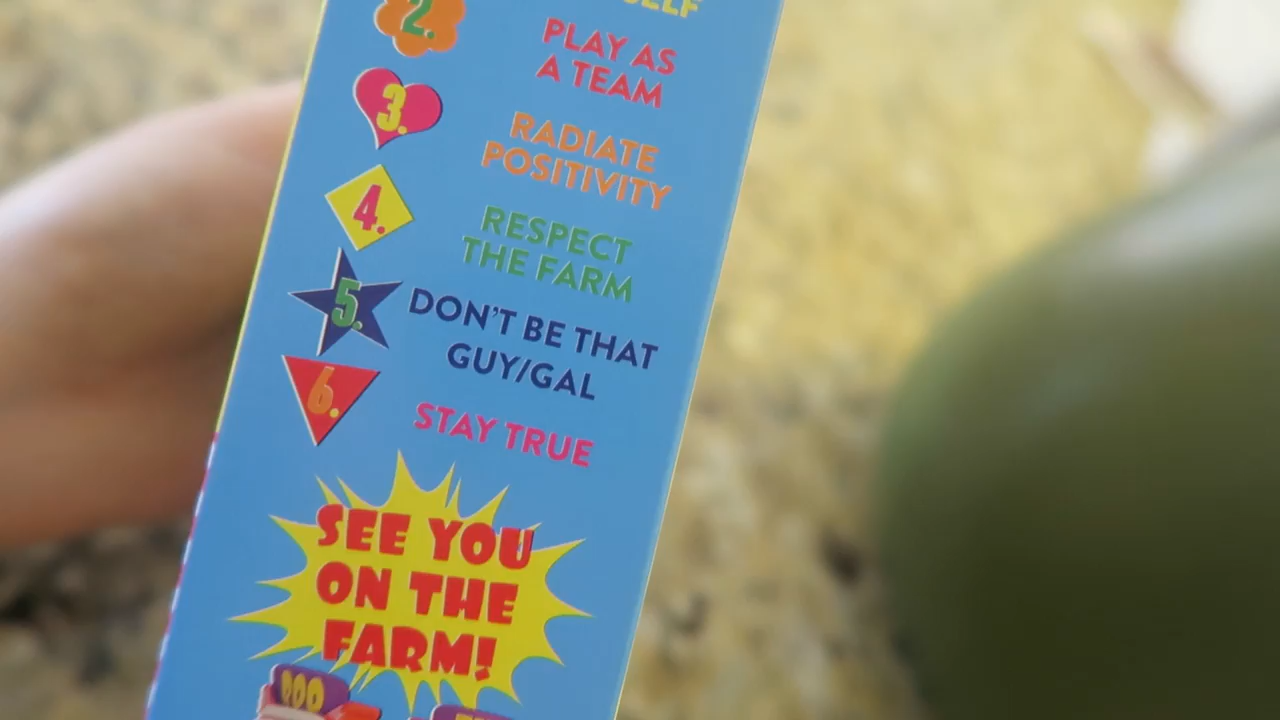 2.
PLAY AS
A TEAM
3.
RADIATE
POSITIVITY
4.
RESPECT
THE FARM
5.
DON'T BE THAT
GUY/GAL
6.
STAY TRUE
SEE YOU
ON THE
FARM!
ROO